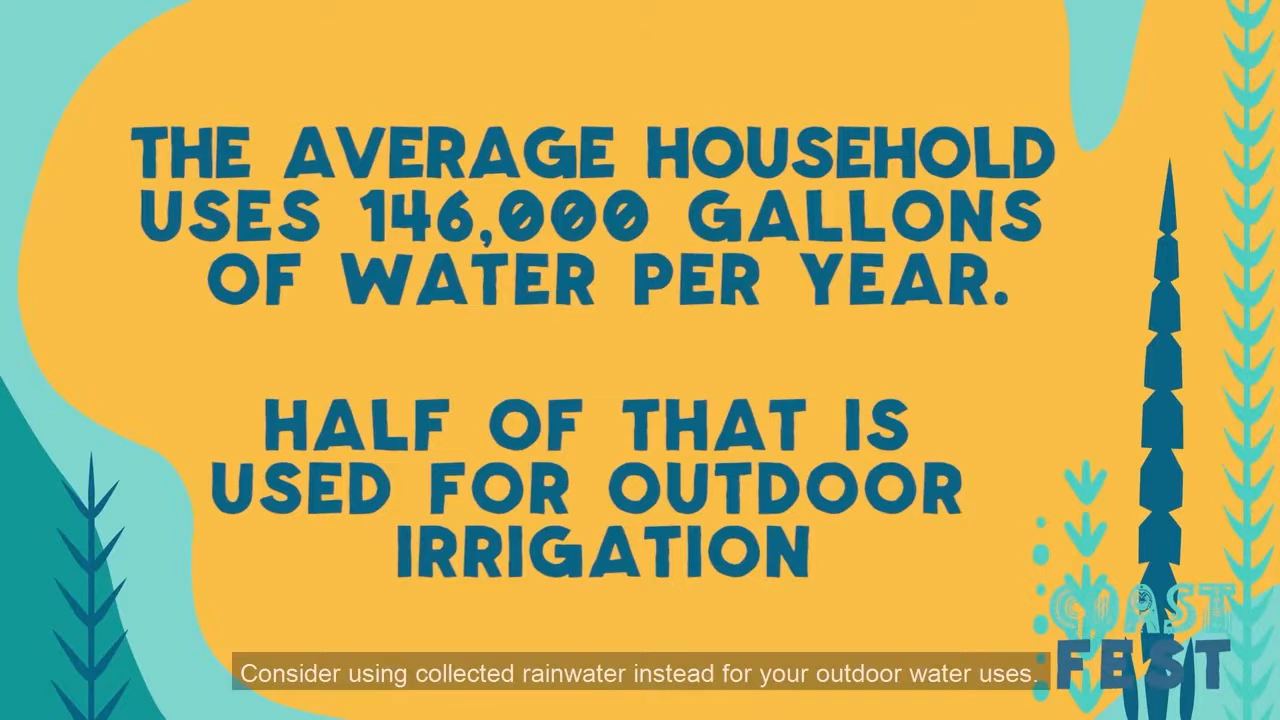 THE AVERAGE HOUSEHOLD
USES 146,000 GALLONS
OF WATER PER YEAR.
HALF OF THAT IS
USED FOR OUTDOOR
IRRIGATION
COAST
FEST
Consider using collected rainwater instead for your outdoor water uses.